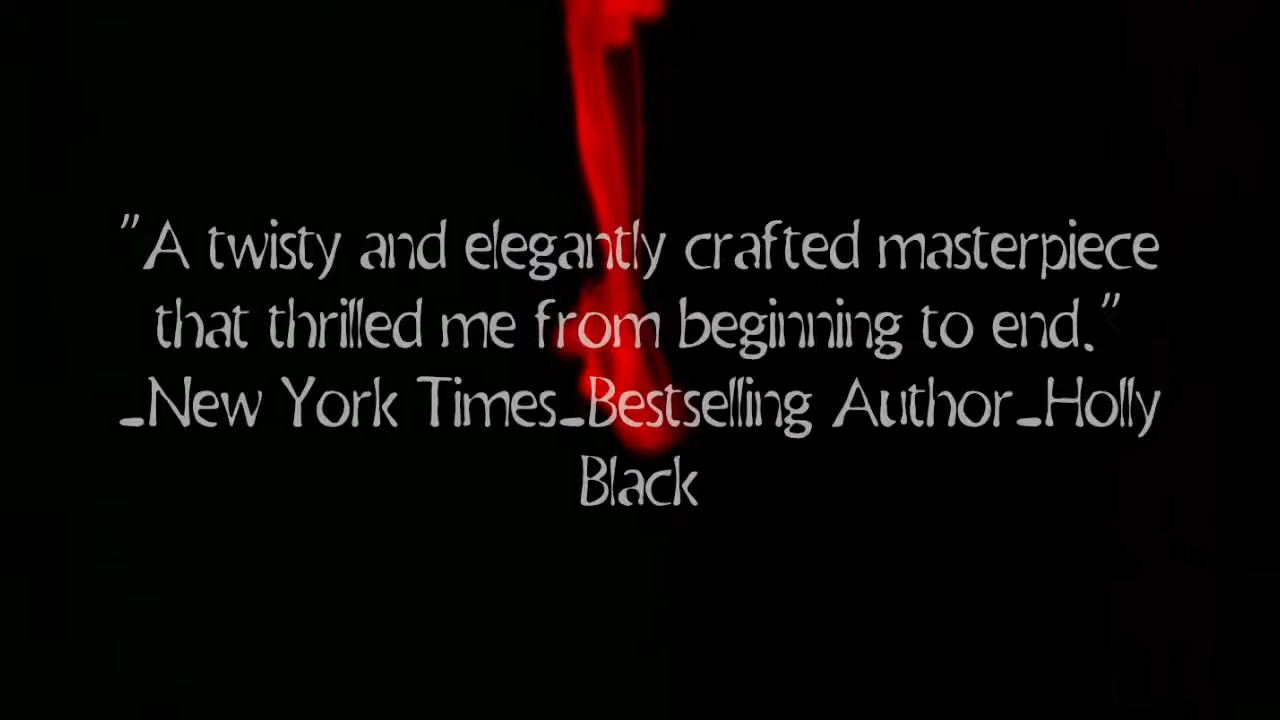 "A twisty and elegantly crafted masterpiece
that thrilled me from beginning to end."
-New York Times-Bestselling Author-Holly
Black